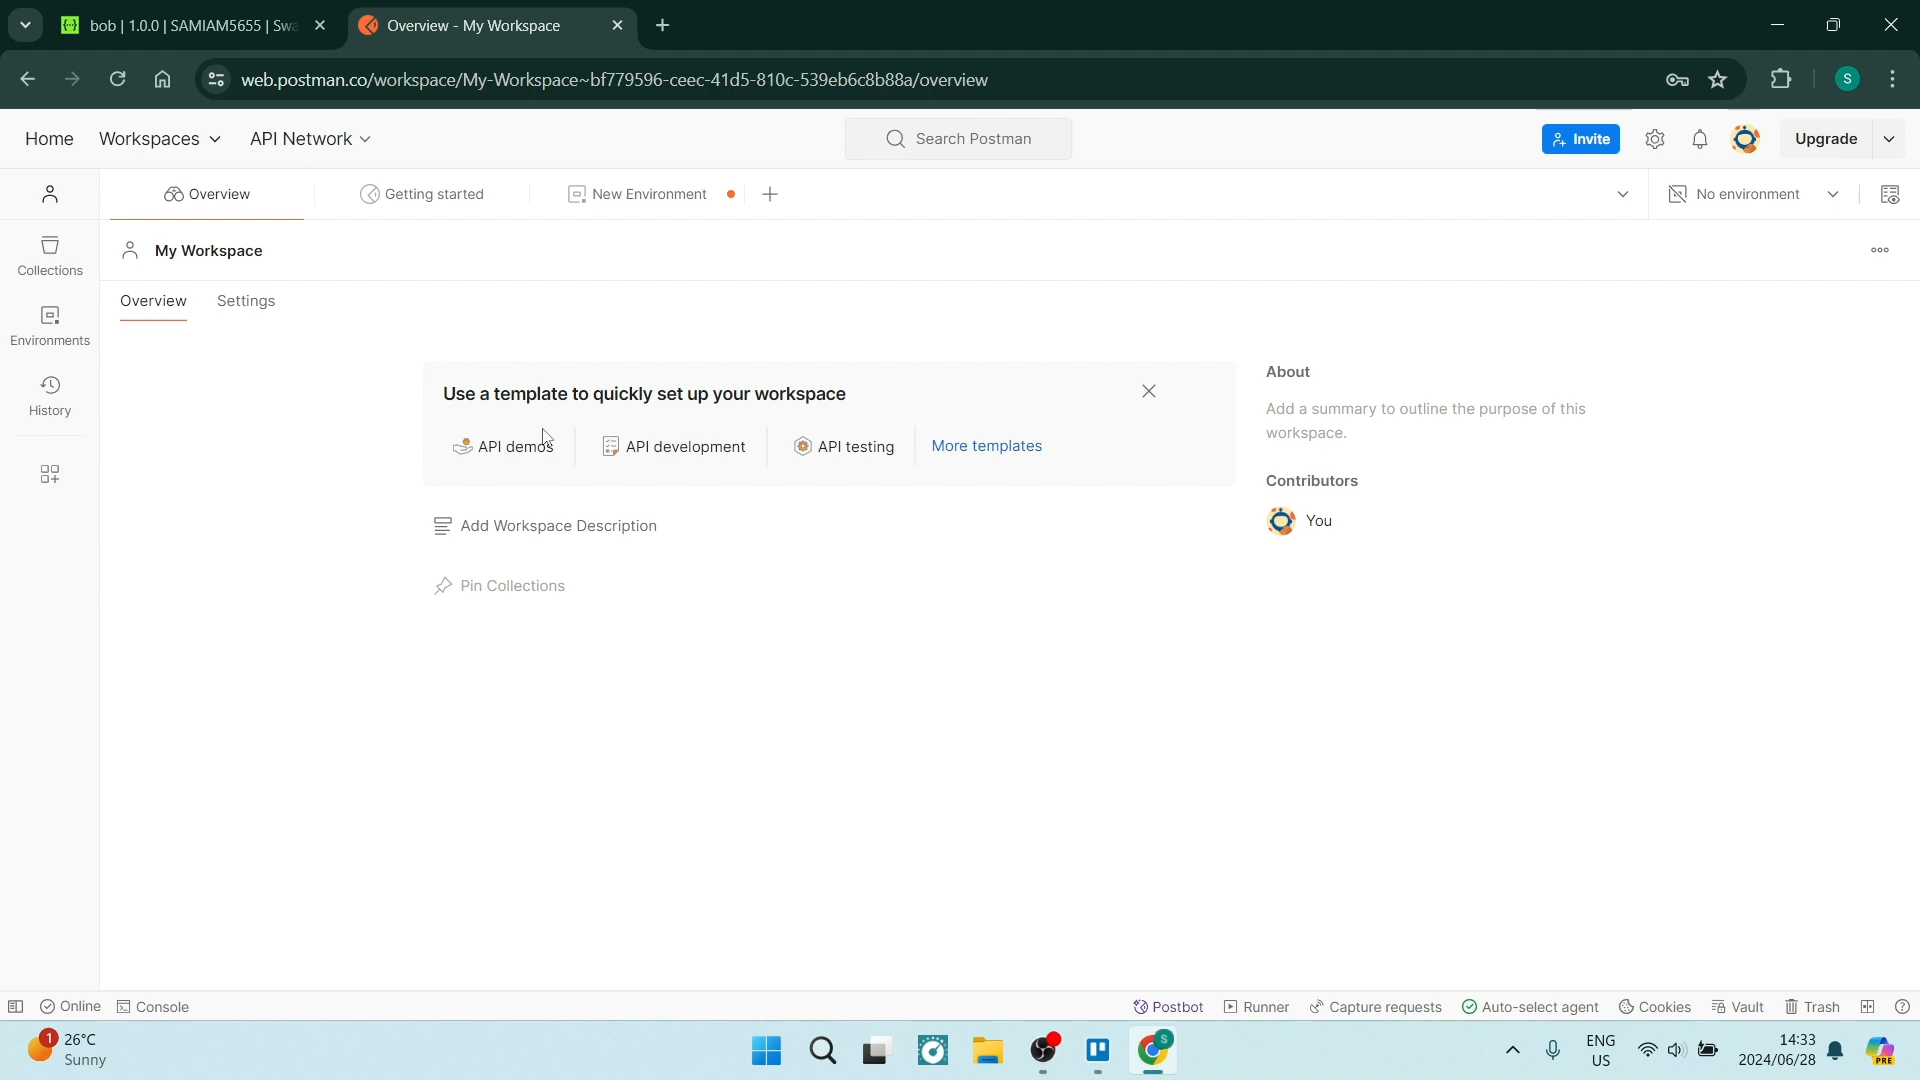 bob | 1.0.0 | SAMIAM5655 | Swa
Overview - My Workspace
web.postman.co/workspace/My-Workspace~bf779596-ceec-41d5-810c-539eb6c8b88a/overview
S
Home
Workspaces
API Network
Search Postman
Invite
Upgrade
Overview
Getting started
New Environment
No environment
My Workspace
Collections
Environments
History
Overview
Settings
Use a template to quickly set up your workspace
API demos
API development
API testing
More templates
Add Workspace Description
Pin Collections
About
Add a summary to outline the purpose of this
workspace.
Contributors
You
Online
Console
Postbot
Runner
Capture requests
Auto-select agent
Cookies
Vault
Trash
1
26°C
Sunny
S
ENG
US
14:33
2024/06/28
PRE